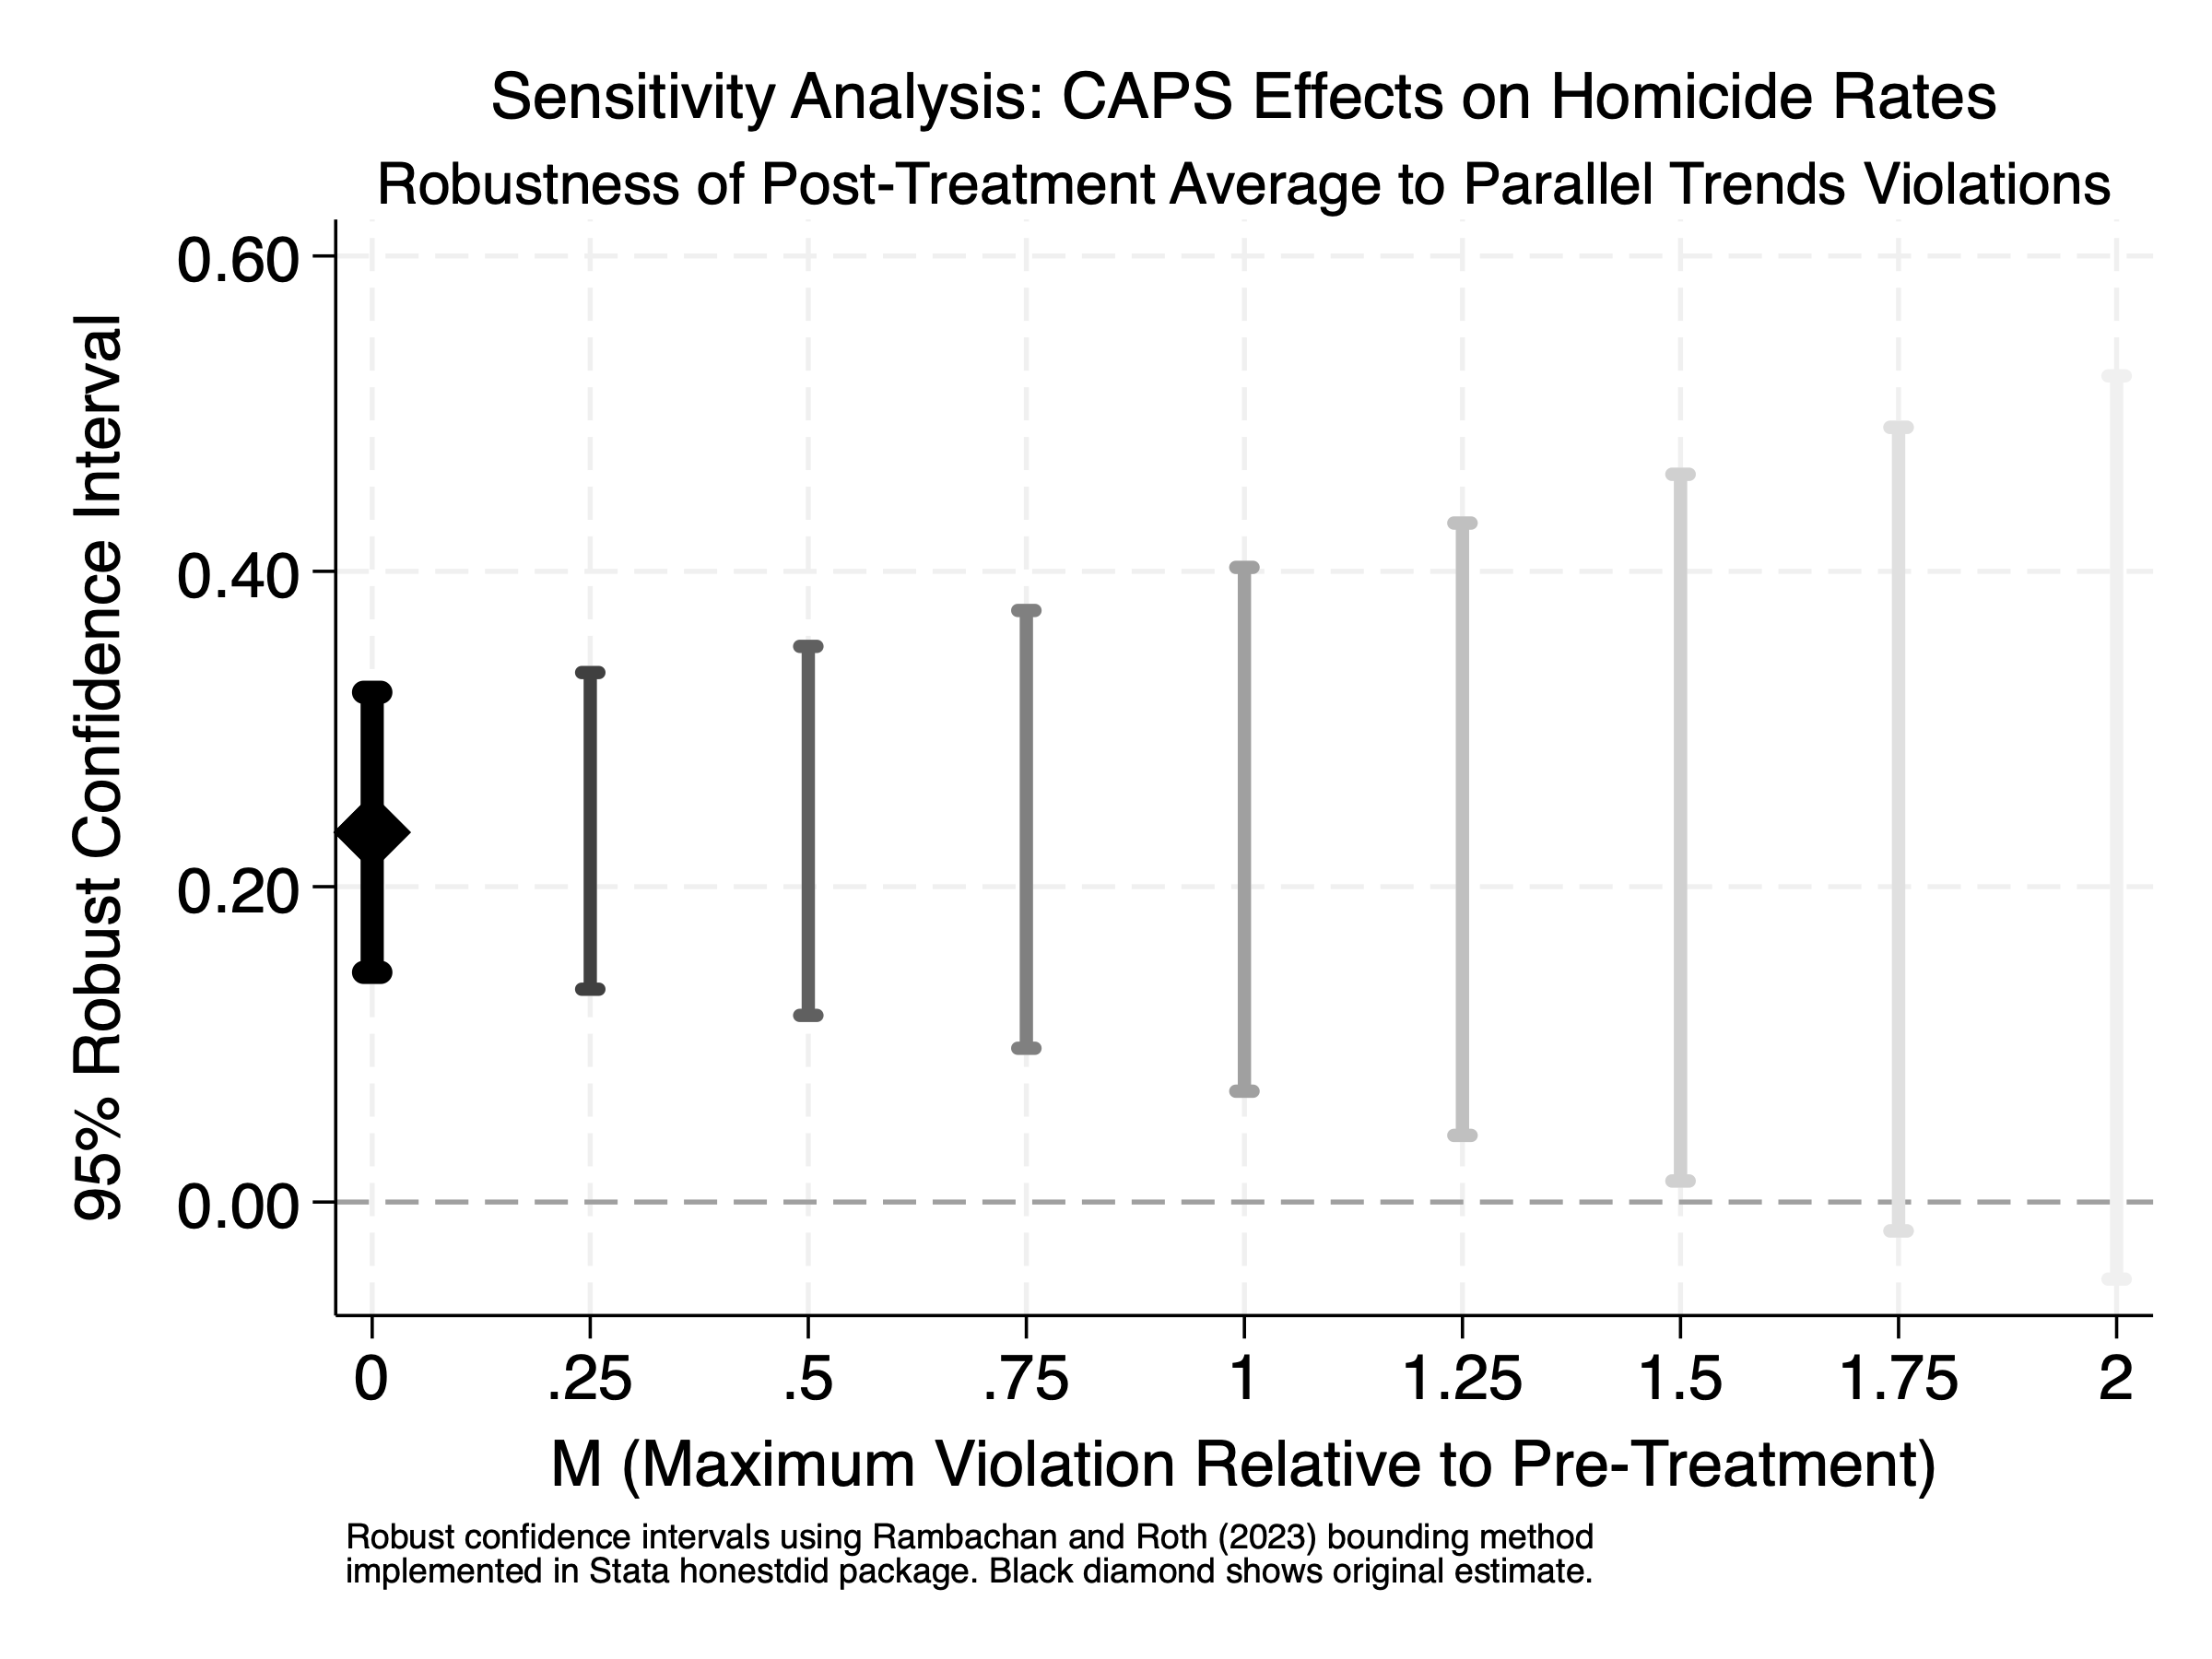 Sensitivity Analysis: CAPS Effects on Homicide Rates
Robustness of Post-Treatment Average to Parallel Trends Violations
95% Robust Confidence Interval
0.60
0.40
0.20
0.00
0 .25 .5 .75 1 1.25 1.5 1.75 2
M (Maximum Violation Relative to Pre-Treatment)
Robust confidence intervals using Rambachan and Roth (2023) bounding method
implemented in Stata honestdid package. Black diamond shows original estimate.